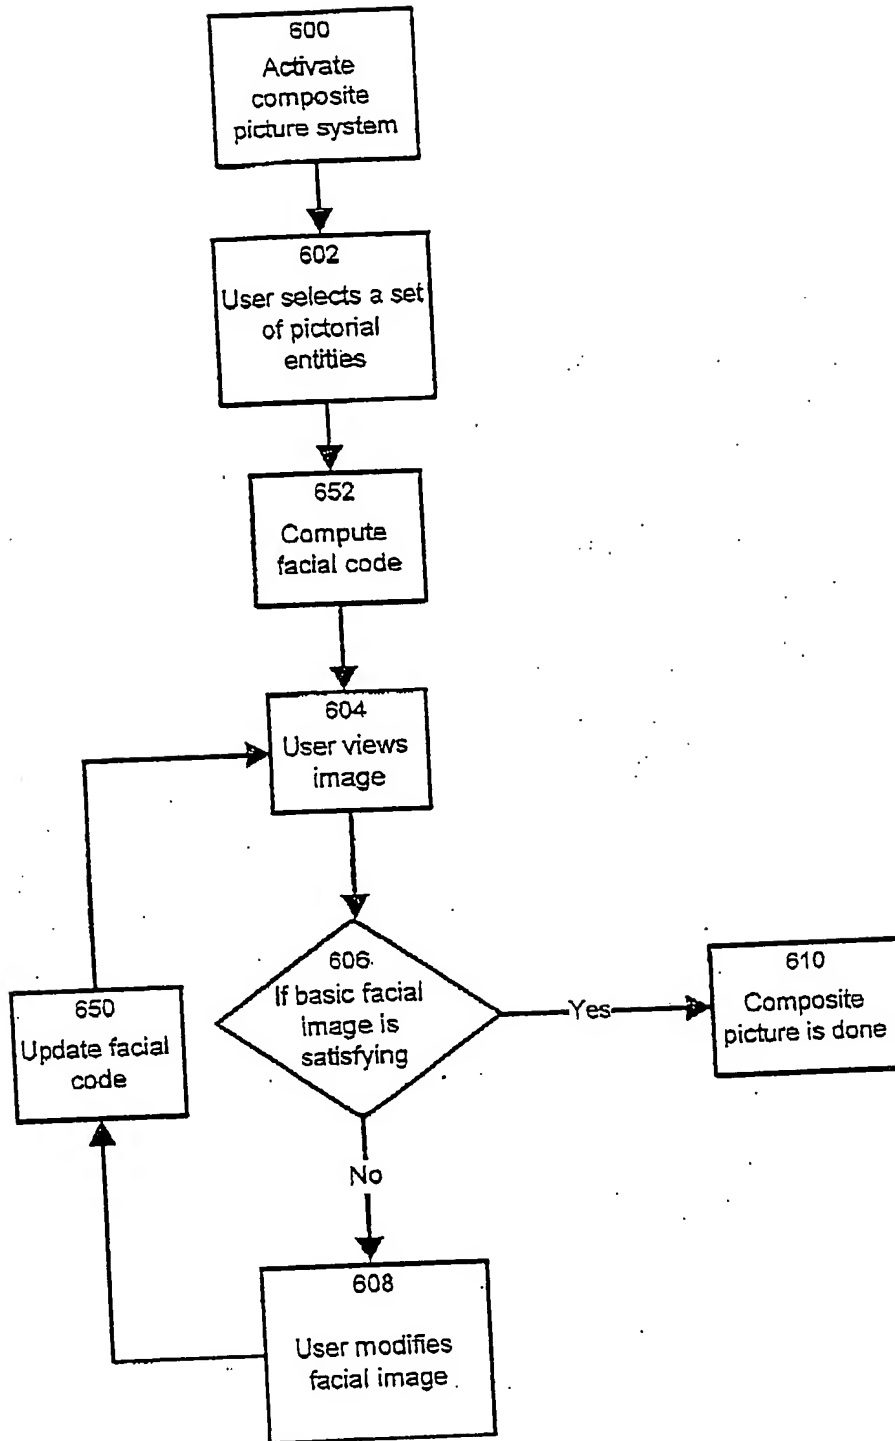 600
Activate
composite
picture system
602
User selects a set
of pictorial
entities
652
Compute
facial code
604
User views
image
606
If basic facial
image is
satisfying
Yes
610
Composite
picture is done
650
Update facial
code
No
608
User modifies
facial image